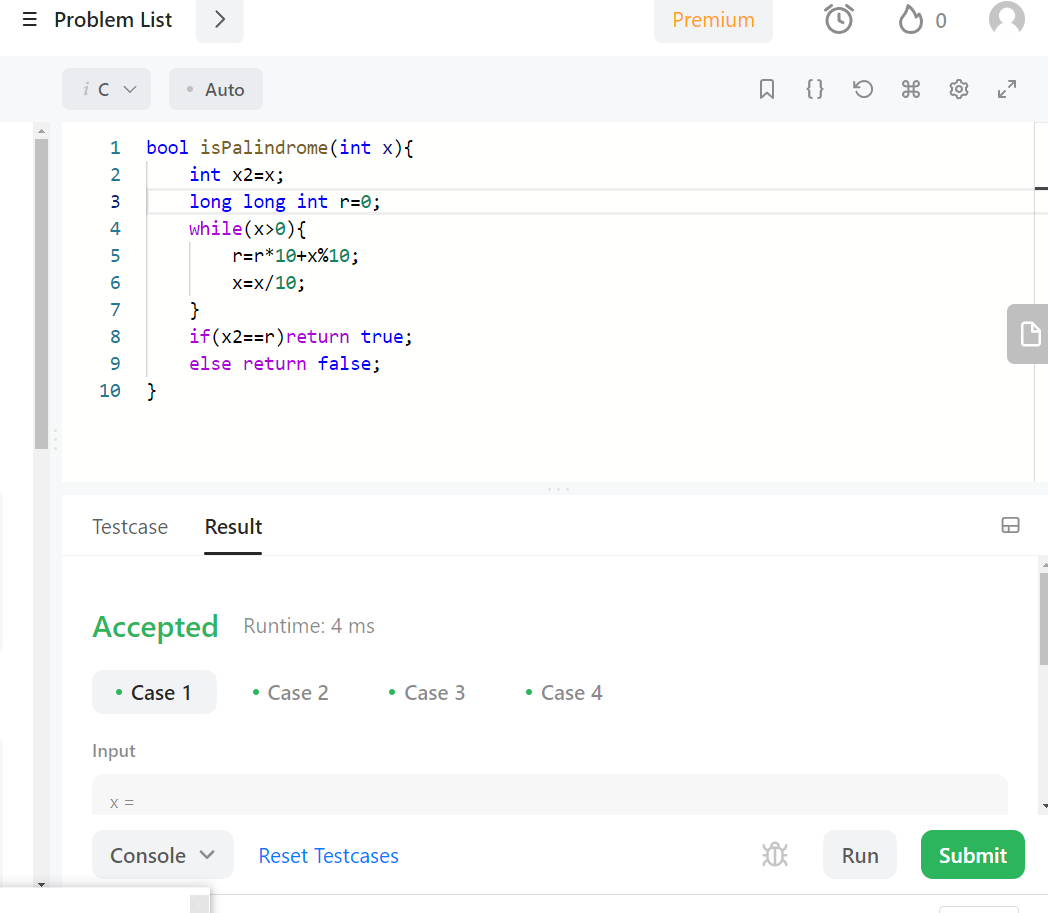 Problem List
Premium
0
i C
Auto
1 bool isPalindrome(int x){
2 int x2=x;
3 long long int r=0;
4 while(x>0){
5 r=r*10+x%10;
6 x=x/10;
7 }
8 if(x2==r)return true;
9 else return false;
10 }
Testcase Result
Accepted Runtime: 4 ms
Case 1 Case 2 Case 3 Case 4
Input
x =
Console Reset Testcases Run Submit